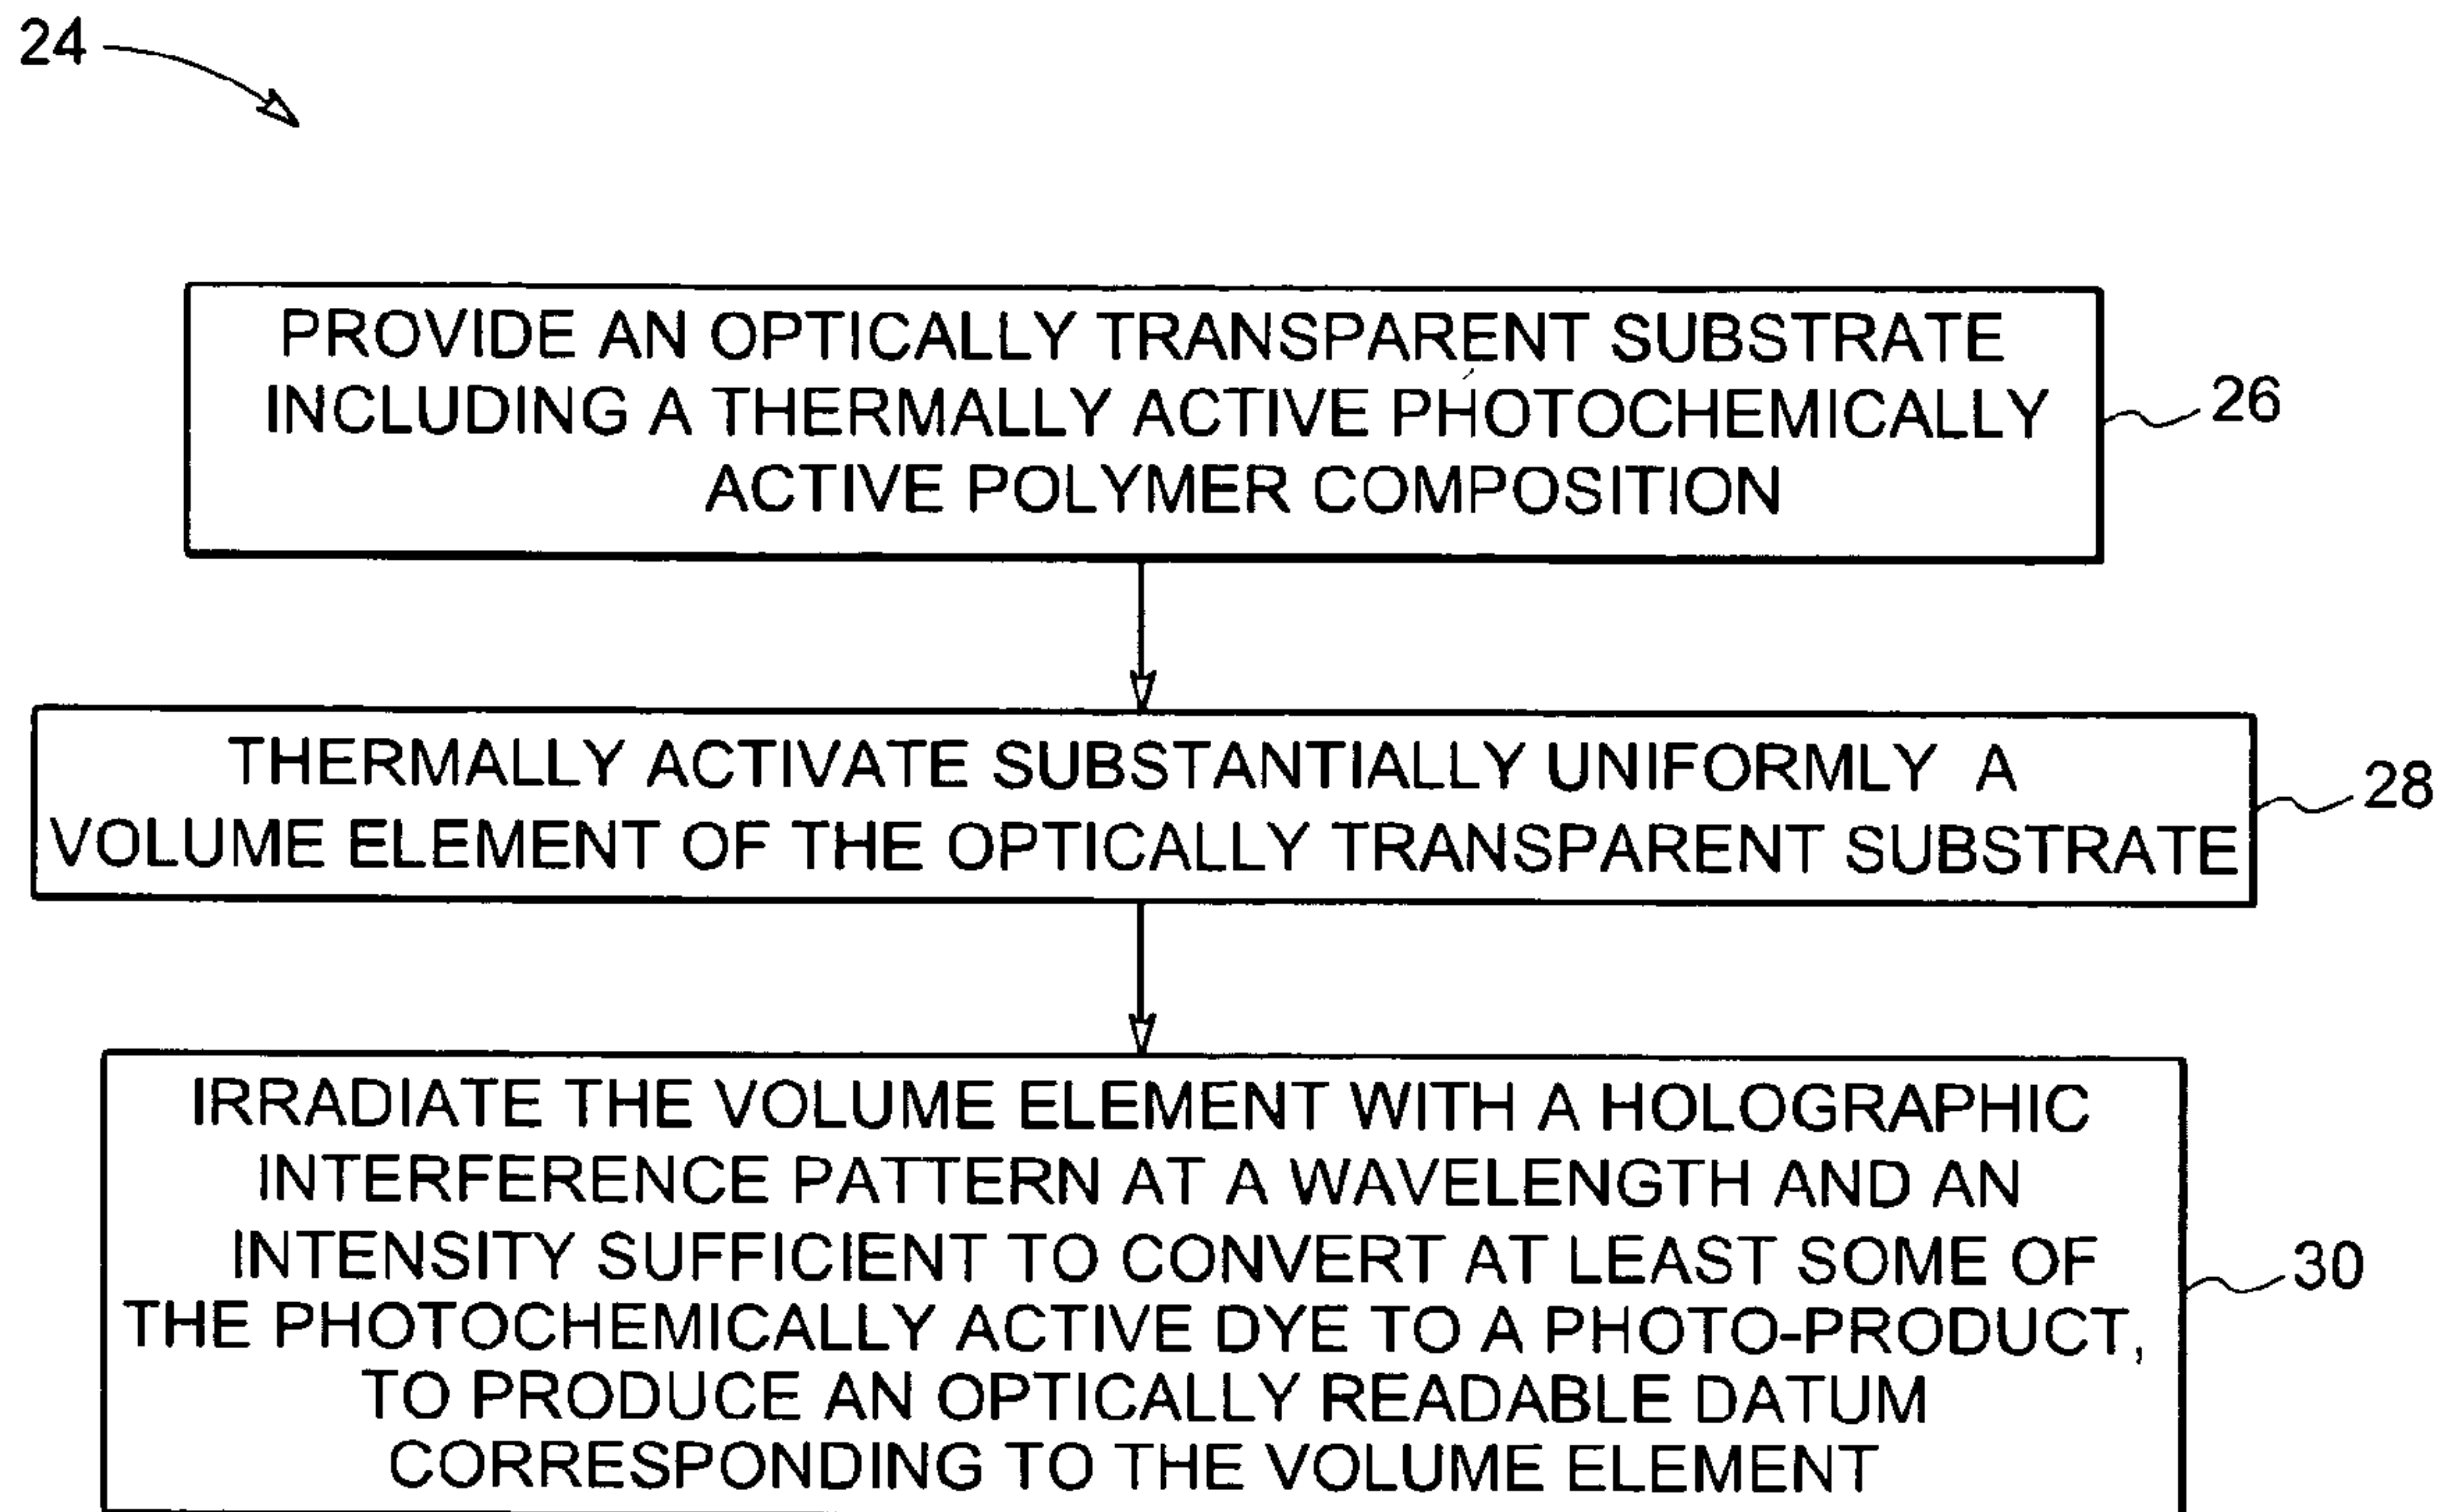 24
PROVIDE AN OPTICALLY TRANSPARENT SUBSTRATE
INCLUDING A THERMALLY ACTIVE PHOTOCHEMICALLY
ACTIVE POLYMER COMPOSITION
26
THERMALLY ACTIVATE SUBSTANTIALLY UNIFORMLY A
VOLUME ELEMENT OF THE OPTICALLY TRANSPARENT SUBSTRATE
28
IRRADIATE THE VOLUME ELEMENT WITH A HOLOGRAPHIC
INTERFERENCE PATTERN AT A WAVELENGTH AND AN
INTENSITY SUFFICIENT TO CONVERT AT LEAST SOME OF
THE PHOTOCHEMICALLY ACTIVE DYE TO A PHOTO-PRODUCT,
TO PRODUCE AN OPTICALLY READABLE DATUM
CORRESPONDING TO THE VOLUME ELEMENT
30